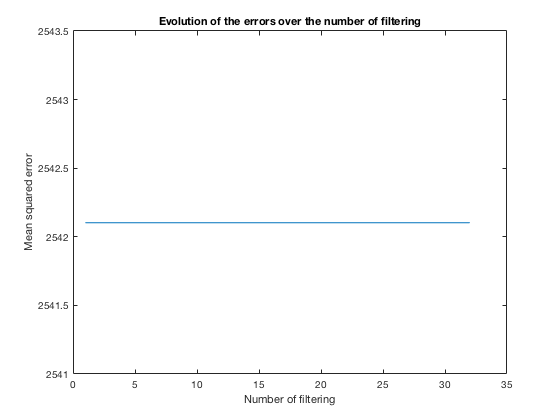 Evolution of the errors over the number of filtering
2543.5
2543
2542.5
2542
2541.5
2541
Mean squared error
0 5 10 15 20 25 30 35
Number of filtering